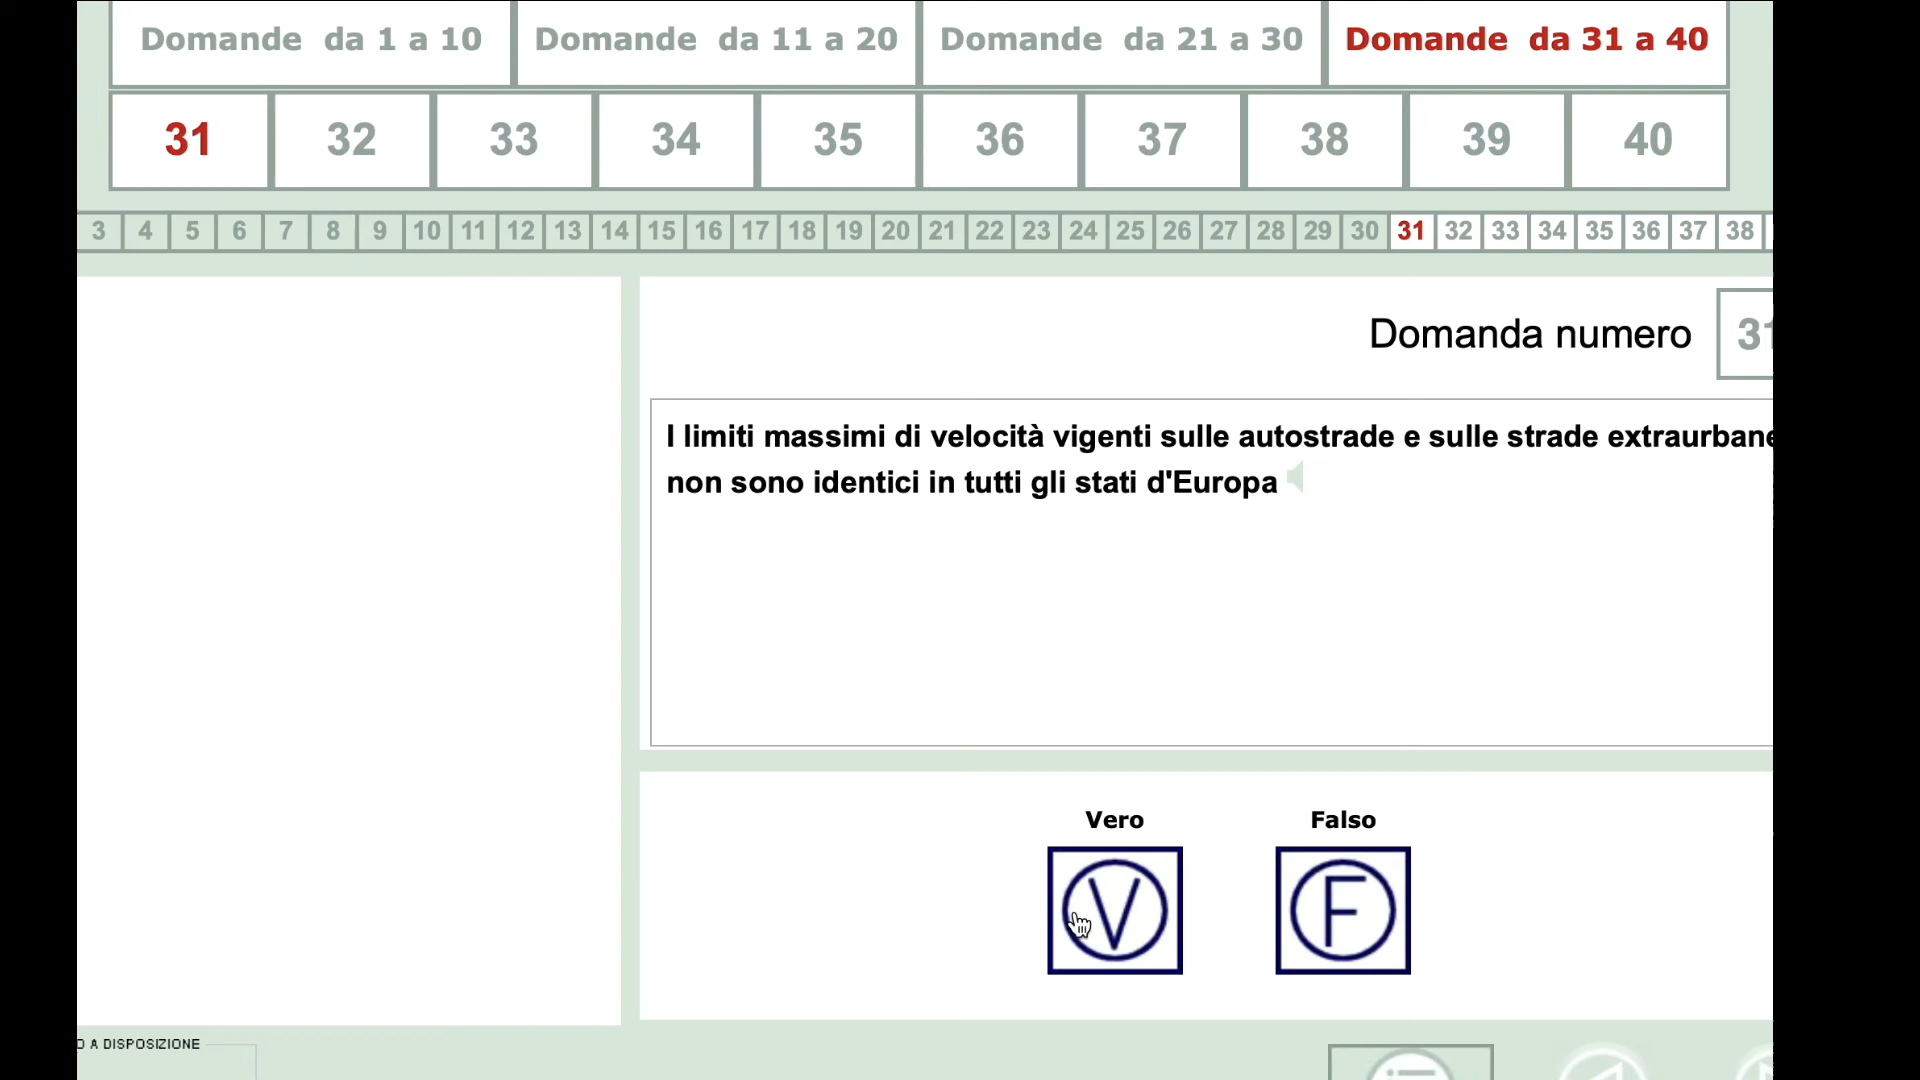 Domande da 1 a 10 Domande da 11 a 20 Domande da 21 a 30 Domande da 31 a 40
31 32 33 34 35 36 37 38 39 40
3 4 5 6 7 8 9 10 11 12 13 14 15 16 17 18 19 20 21 22 23 24 25 26 27 28 29 30 31 32 33 34 35 36 37 38
Domanda numero 31
I limiti massimi di velocità vigenti sulle autostrade e sulle strade extraurbane
non sono identici in tutti gli stati d'Europa
Vero Falso
V F
A DISPOSIZIONE